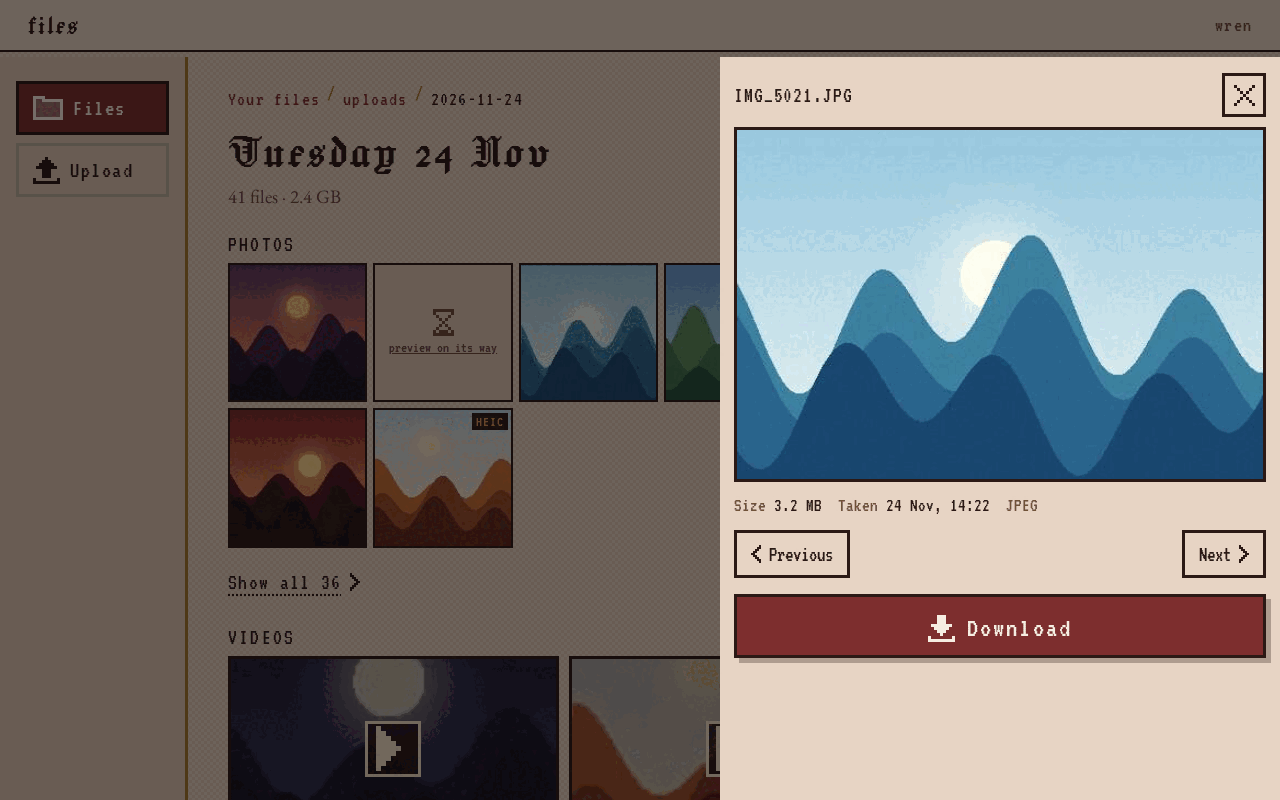 files
wren
Files
Upload
Your files / uploads / 2026-11-24
Tuesday 24 Nov
41 files · 2.4 GB
PHOTOS
preview on its way
HEIC
Show all 36
VIDEOS
IMG_5021.JPG
Size 3.2 MB Taken 24 Nov, 14:22 JPEG
Previous
Next
Download